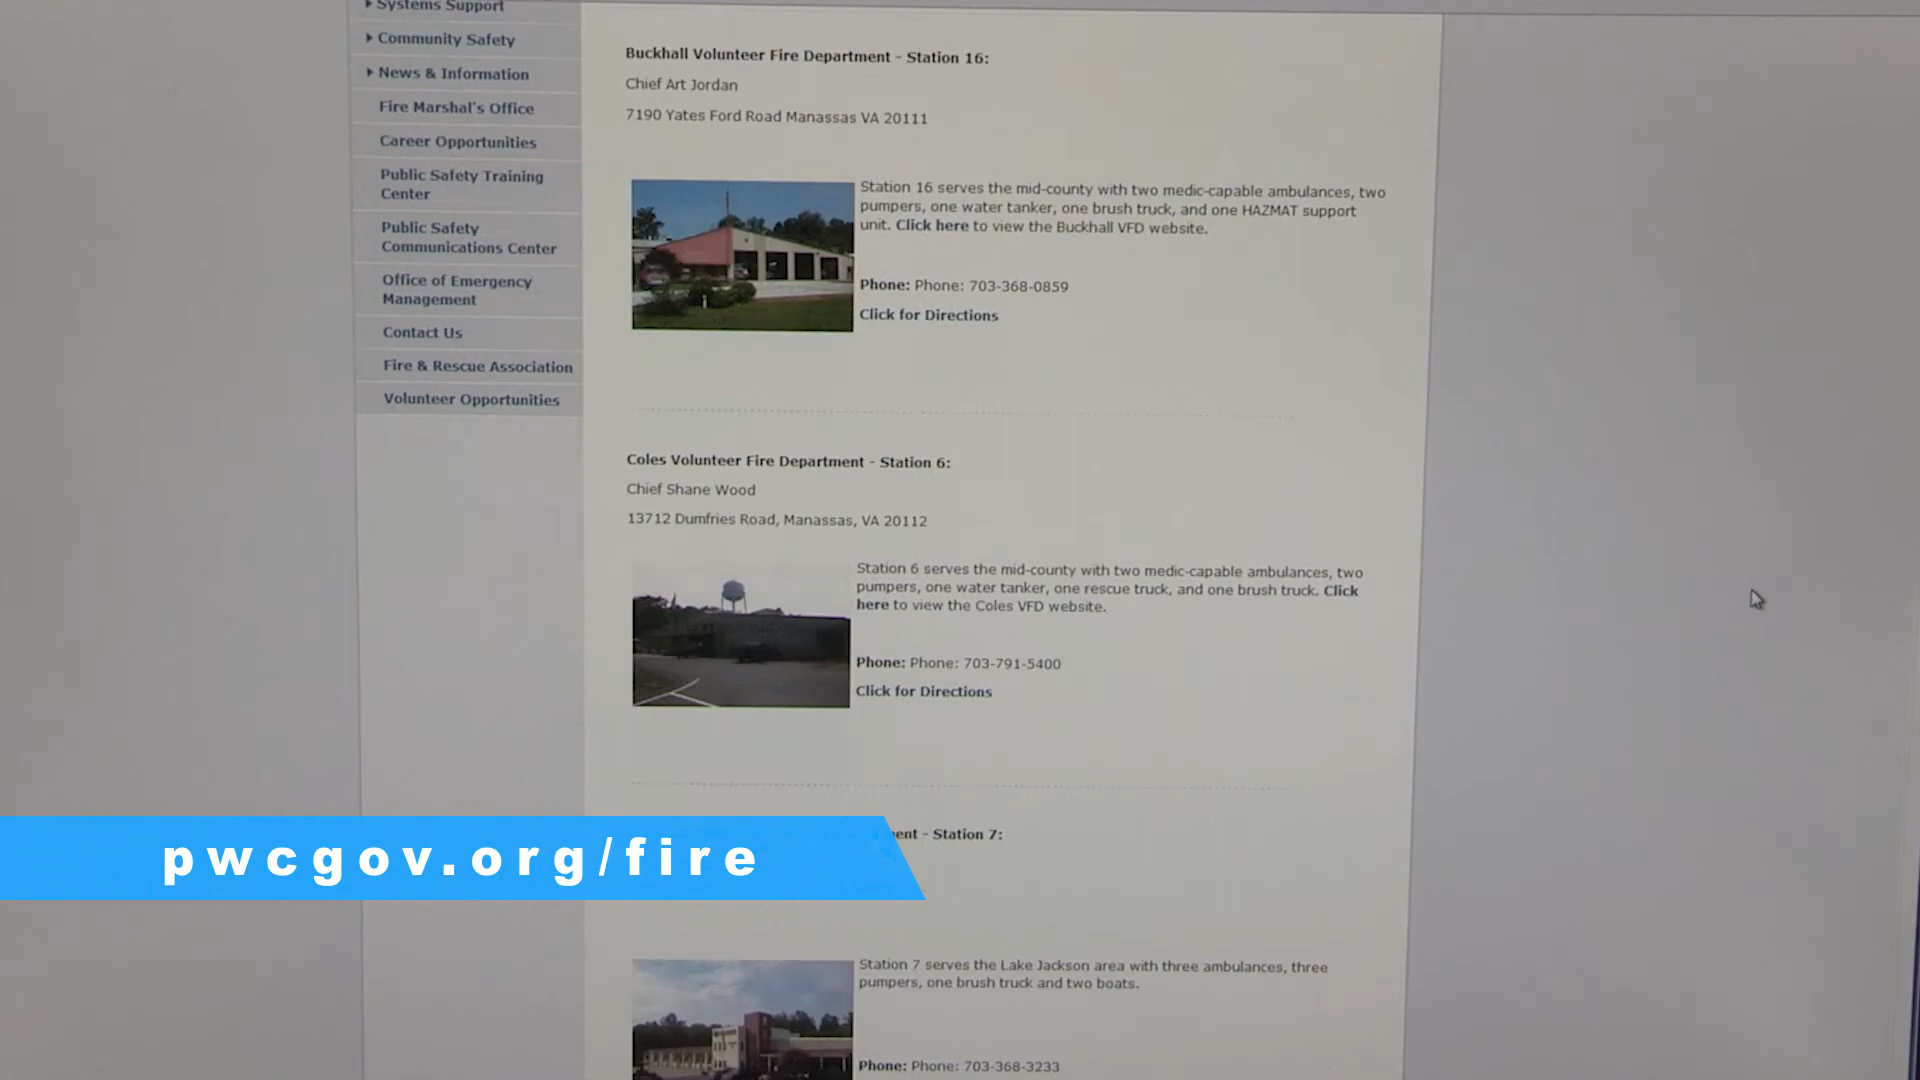 Systems Support
Community Safety
News & Information
Fire Marshal's Office
Career Opportunities
Public Safety Training
Center
Public Safety
Communications Center
Office of Emergency
Management
Contact Us
Fire & Rescue Association
Volunteer Opportunities
Buckhall Volunteer Fire Department - Station 16:
Chief Art Jordan
7190 Yates Ford Road Manassas VA 20111
Station 16 serves the mid-county with two medic-capable ambulances, two
pumpers, one water tanker, one brush truck, and one HAZMAT support
unit. Click here to view the Buckhall VFD website.
Phone: Phone: 703-368-0859
Click for Directions
Coles Volunteer Fire Department - Station 6:
Chief Shane Wood
13712 Dumfries Road, Manassas, VA 20112
Station 6 serves the mid-county with two medic-capable ambulances, two
pumpers, one water tanker, one rescue truck, and one brush truck. Click
here to view the Coles VFD website.
Phone: Phone: 703-791-5400
Click for Directions
- Station 7:
pwcgov.org/fire
Station 7 serves the Lake Jackson area with three ambulances, three
pumpers, one brush truck and two boats.
Phone: Phone: 703-368-3233